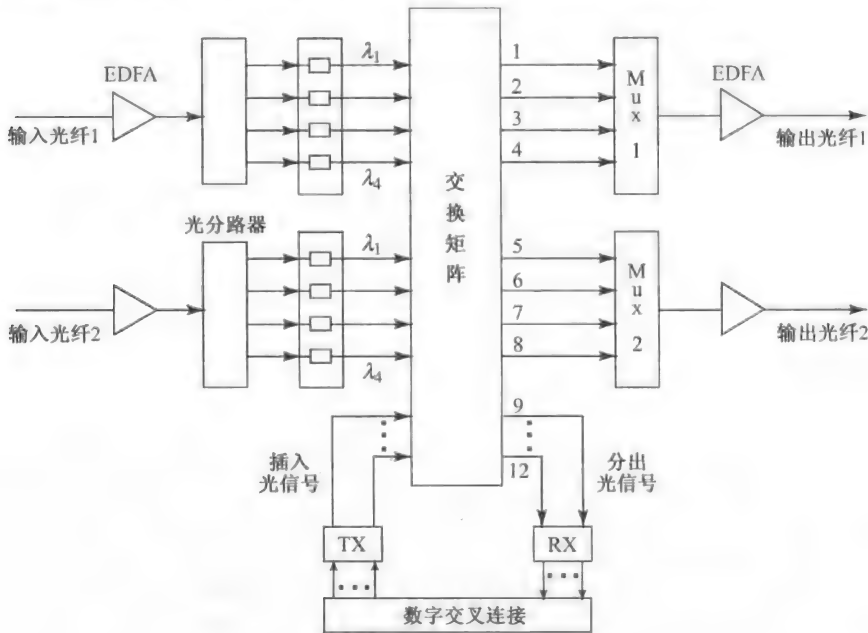 EDFA
输入光纤1
λ1
λ4
光分路器
输入光纤2
λ1
λ4
交换矩阵
1
2
3
4
5
6
7
8
9
12
Mux 1
Mux 2
EDFA
输出光纤1
输出光纤2
插入
光信号
分出
光信号
TX
RX
数字交叉连接